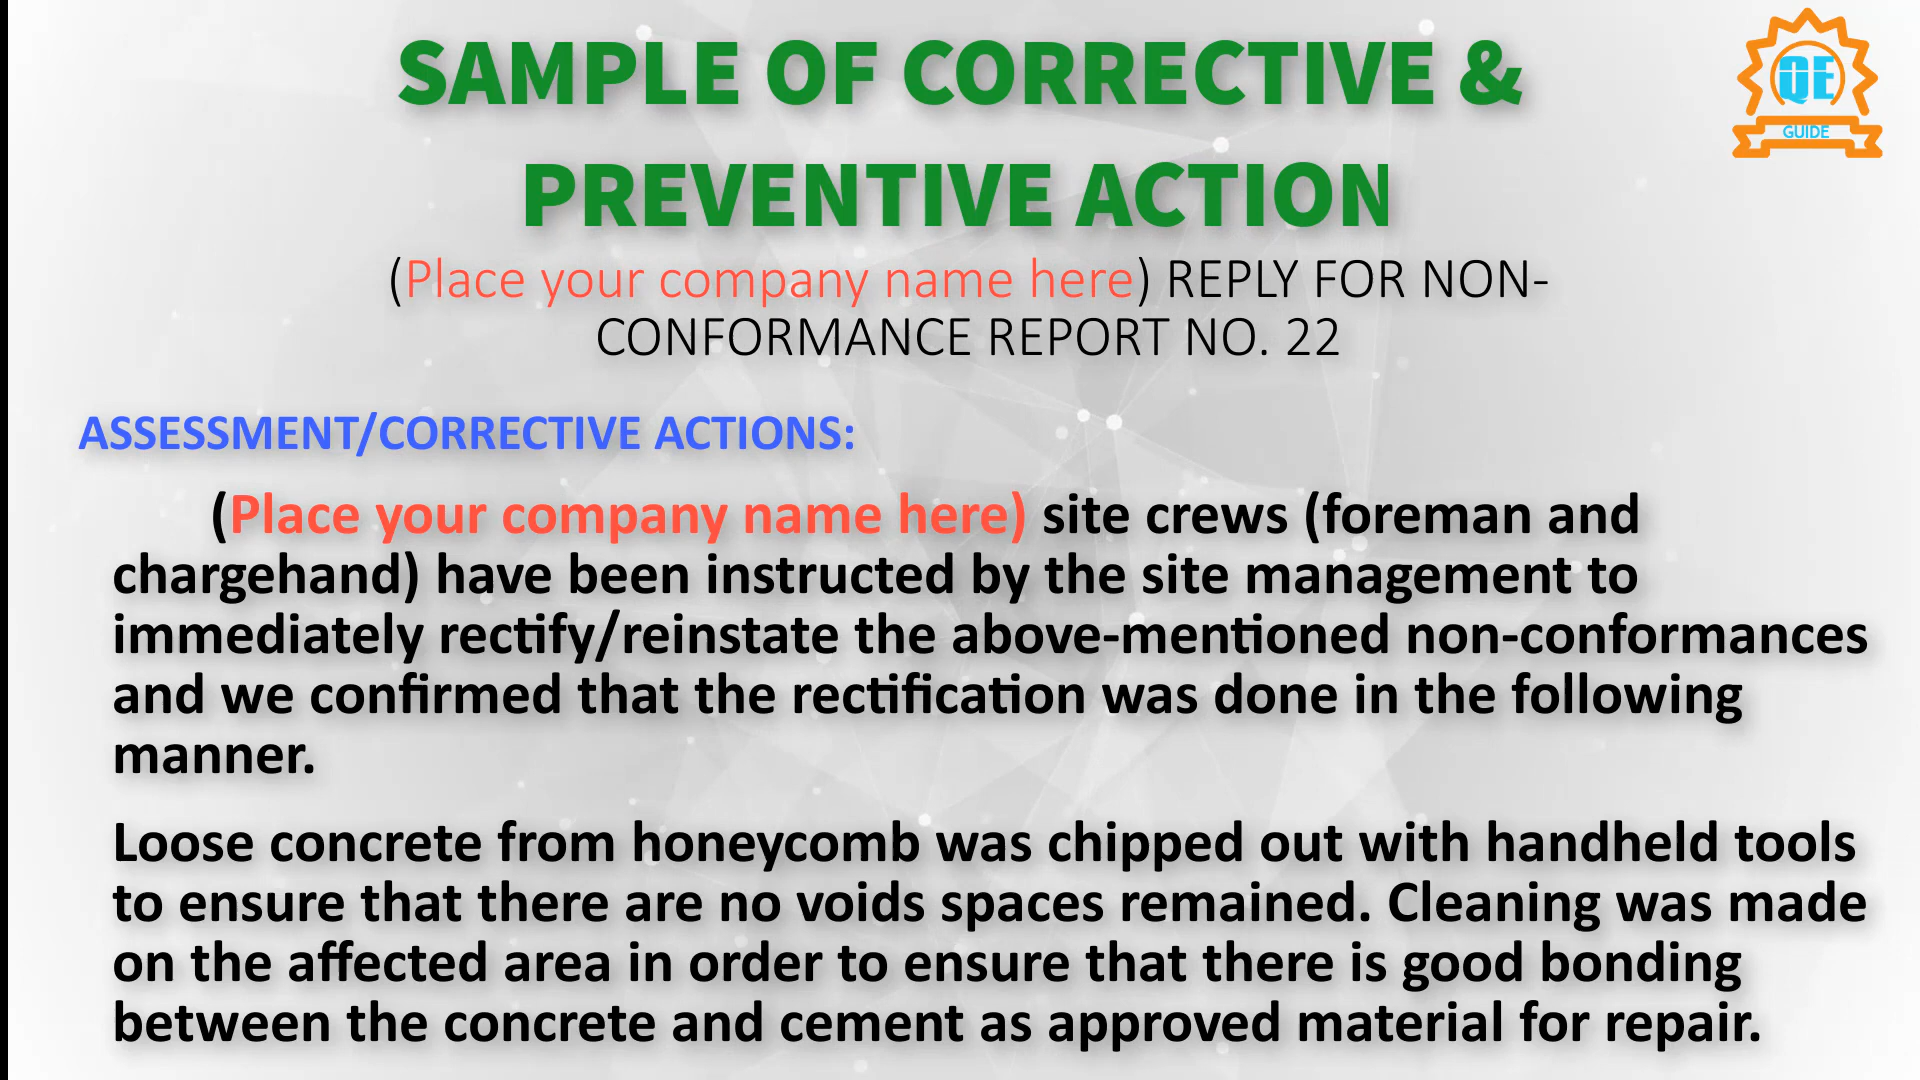 SAMPLE OF CORRECTIVE &
PREVENTIVE ACTION
QE
GUIDE
(Place your company name here) REPLY FOR NON-
CONFORMANCE REPORT NO. 22
ASSESSMENT/CORRECTIVE ACTIONS:
(Place your company name here) site crews (foreman and
chargehand) have been instructed by the site management to
immediately rectify/reinstate the above-mentioned non-conformances
and we confirmed that the rectification was done in the following
manner.
Loose concrete from honeycomb was chipped out with handheld tools
to ensure that there are no voids spaces remained. Cleaning was made
on the affected area in order to ensure that there is good bonding
between the concrete and cement as approved material for repair.